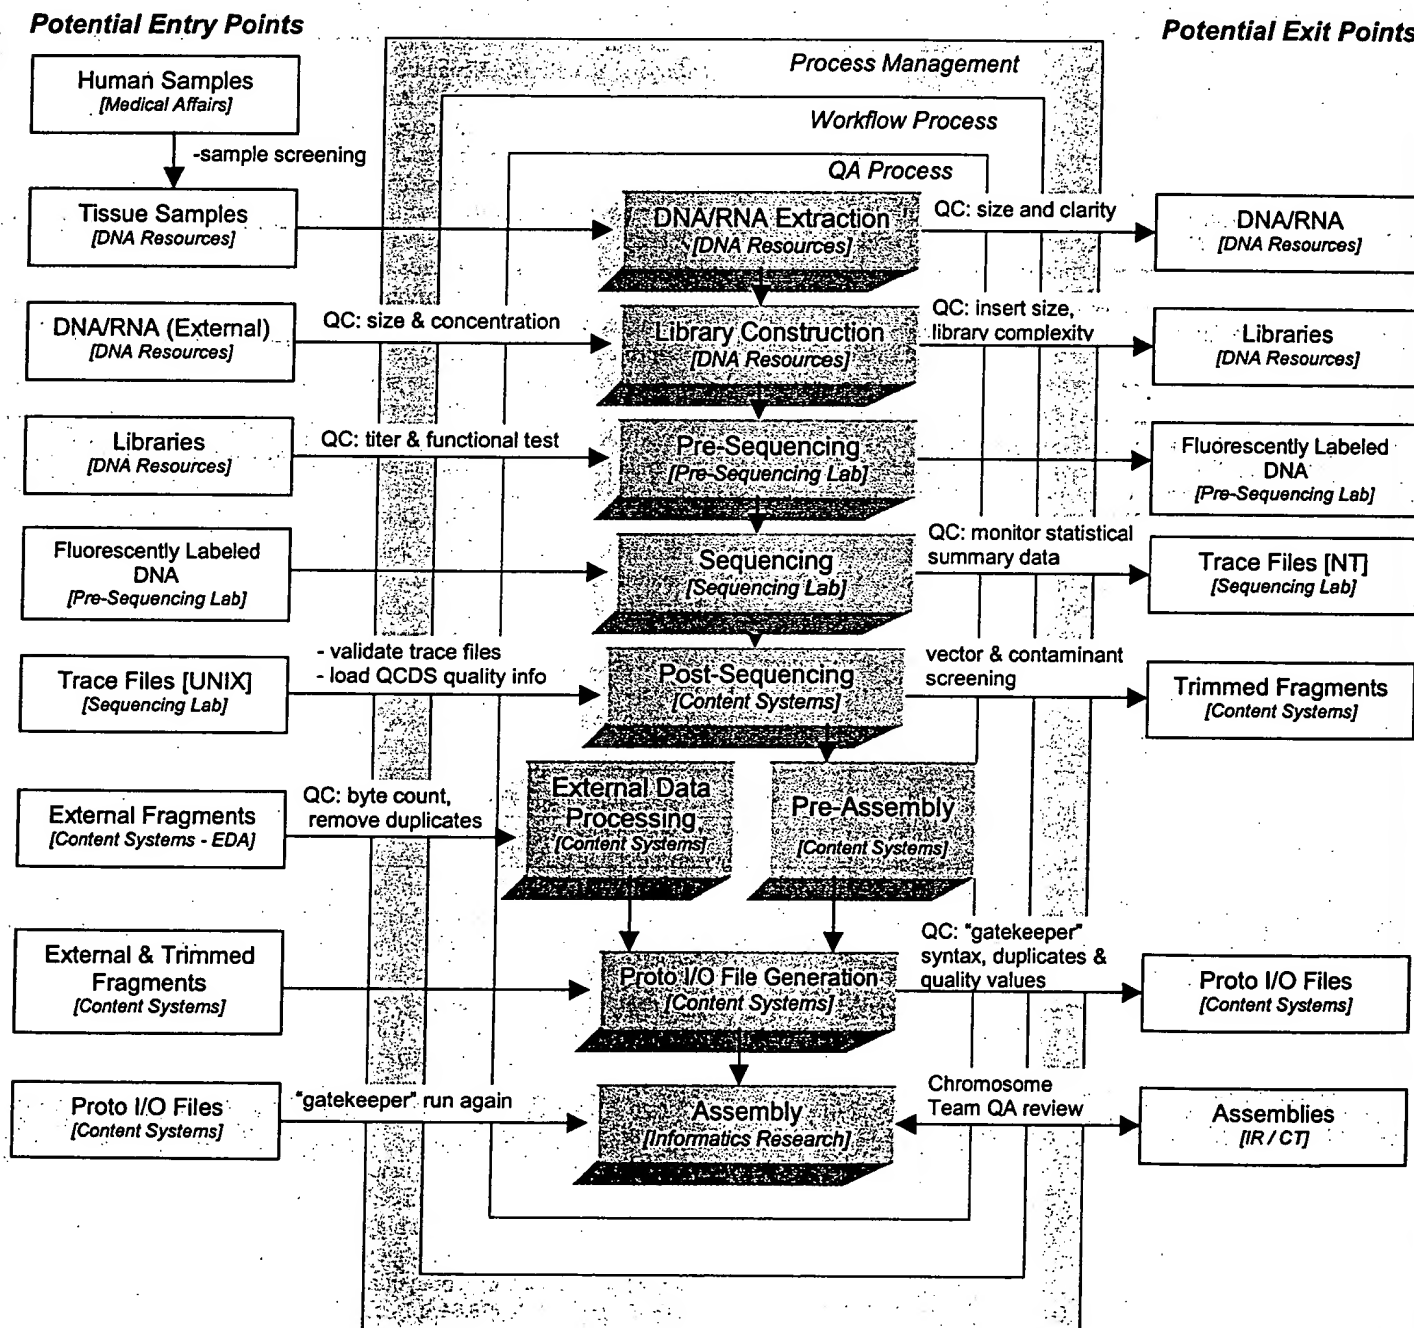 Potential Entry Points
Potential Exit Points
Process Management
Human Samples
[Medical Affairs]
Workflow Process
-sample screening
QA Process
Tissue Samples
[DNA Resources]
DNA/RNA Extraction
[DNA Resources]
QC: size and clarity
DNA/RNA
[DNA Resources]
DNA/RNA (External)
[DNA Resources]
QC: size & concentration
Library Construction
[DNA Resources]
QC: insert size,
library complexity
Libraries
[DNA Resources]
Libraries
[DNA Resources]
QC: titer & functional test
Pre-Sequencing
[Pre-Sequencing Lab]
Fluorescently Labeled
DNA
[Pre-Sequencing Lab]
Fluorescently Labeled
DNA
[Pre-Sequencing Lab]
Sequencing
[Sequencing Lab]
QC: monitor statistical
summary data
Trace Files [NT]
[Sequencing Lab]
Trace Files [UNIX]
[Sequencing Lab]
- validate trace files
- load QCDS quality info
Post-Sequencing
[Content Systems]
vector & contaminant
screening
Trimmed Fragments
[Content Systems]
External Fragments
[Content Systems - EDA]
QC: byte count,
remove duplicates
External Data
Processing
[Content Systems]
Pre-Assembly
[Content Systems]
External & Trimmed
Fragments
[Content Systems]
Proto I/O File Generation
[Content Systems]
QC: "gatekeeper"
syntax, duplicates &
quality values
Proto I/O Files
[Content Systems]
Proto I/O Files
[Content Systems]
"gatekeeper" run again
Assembly
[Informatics Research]
Chromosome
Team QA review
Assemblies
[IR / CT]